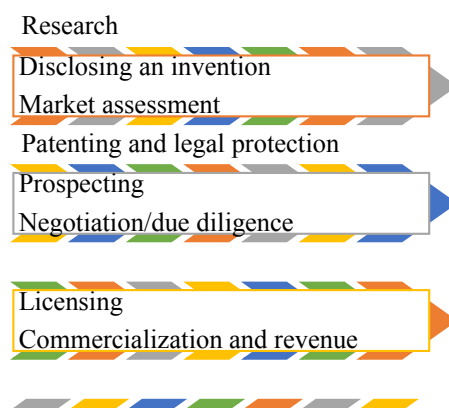 Research
Disclosing an invention
Market assessment
Patenting and legal protection
Prospecting
Negotiation/due diligence
Licensing
Commercialization and revenue